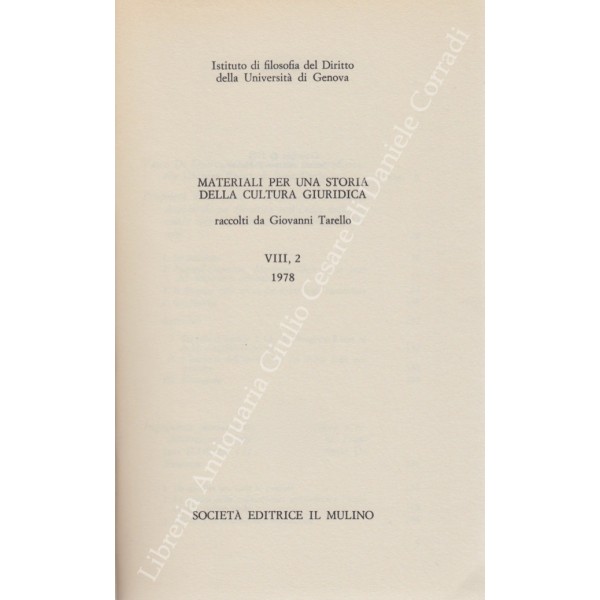 Istituto di filosofia del Diritto
della Università di Genova
MATERIALI PER UNA STORIA
DELLA CULTURA GIURIDICA
raccolti da Giovanni Tarello
VIII, 2
1978
SOCIETÀ EDITRICE IL MULINO
Libreria Antiquaria Giulio Cesare di Daniele Corradi